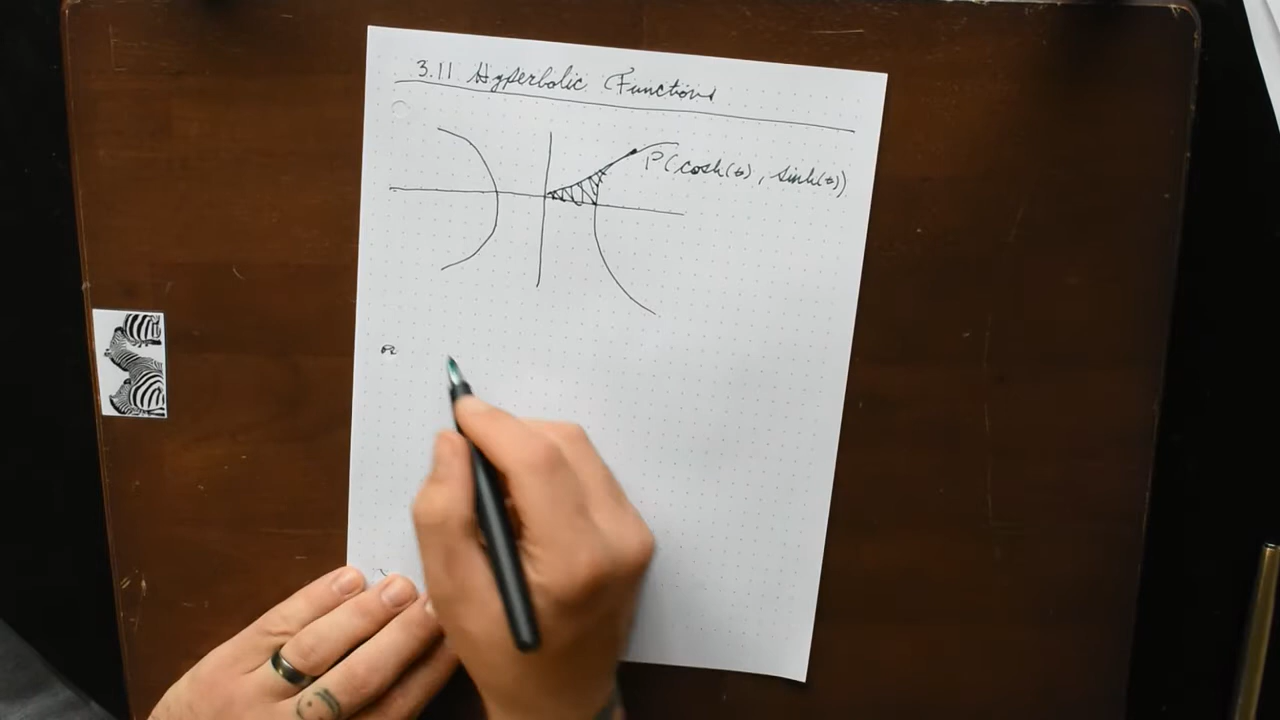 3.11 Hyperbolic Functions
P(cosh(t), sinh(t))